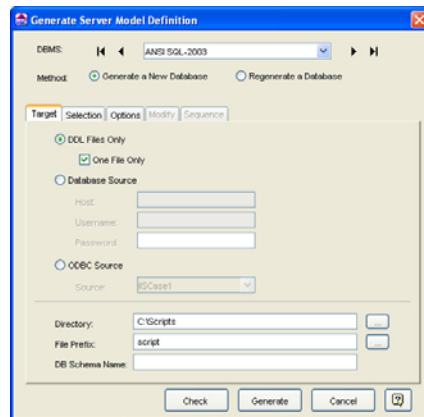 Generate Server Model Definition
DBMS: ANSI SQL-2003
Method: Generate a New Database Regenerate a Database
Target Selection Options Modify Sequence
DDL Files Only
One File Only
Database Source
Host:
Username:
Password:
ODBC Source
Source: IISCase1
Directory: C:\Scripts ...
File Prefix: script ...
DB Schema Name:
Check Generate Cancel ?